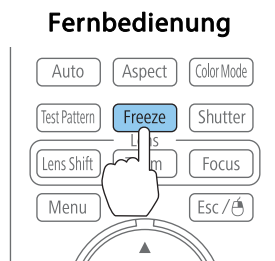 Fernbedienung
Auto Aspect Color Mode
Test Pattern Freeze Shutter
Lens Shift Focus
Menu Esc /